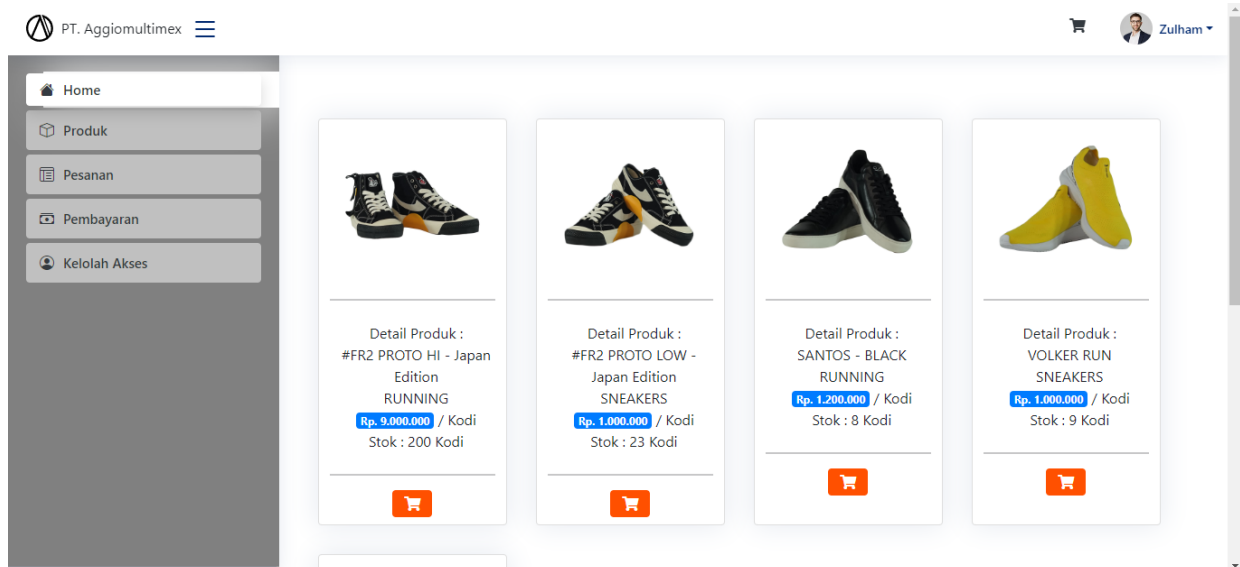 PT. Aggiomultimex
Zulham
Home
Produk
Pesanan
Pembayaran
Kelolah Akses
Detail Produk :
#FR2 PROTO HI - Japan
Edition
RUNNING
Rp. 9.000.000 / Kodi
Stok : 200 Kodi
Detail Produk :
#FR2 PROTO LOW -
Japan Edition
SNEAKERS
Rp. 1.000.000 / Kodi
Stok : 23 Kodi
Detail Produk :
SANTOS - BLACK
RUNNING
Rp. 1.200.000 / Kodi
Stok : 8 Kodi
Detail Produk :
VOLKER RUN
SNEAKERS
Rp. 1.000.000 / Kodi
Stok : 9 Kodi